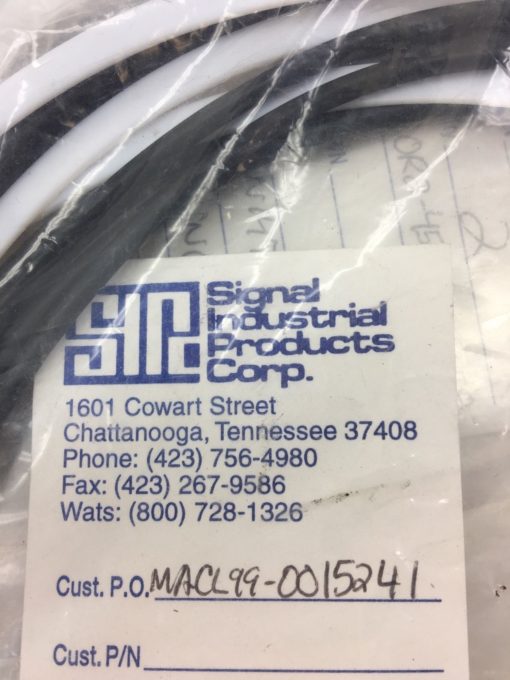 SIP
Signal
Industrial
Products
Corp.
1601 Cowart Street
Chattanooga, Tennessee 37408
Phone: (423) 756-4980
Fax: (423) 267-9586
Wats: (800) 728-1326
Cust. P.O. MACL99-0015241
Cust. P/N